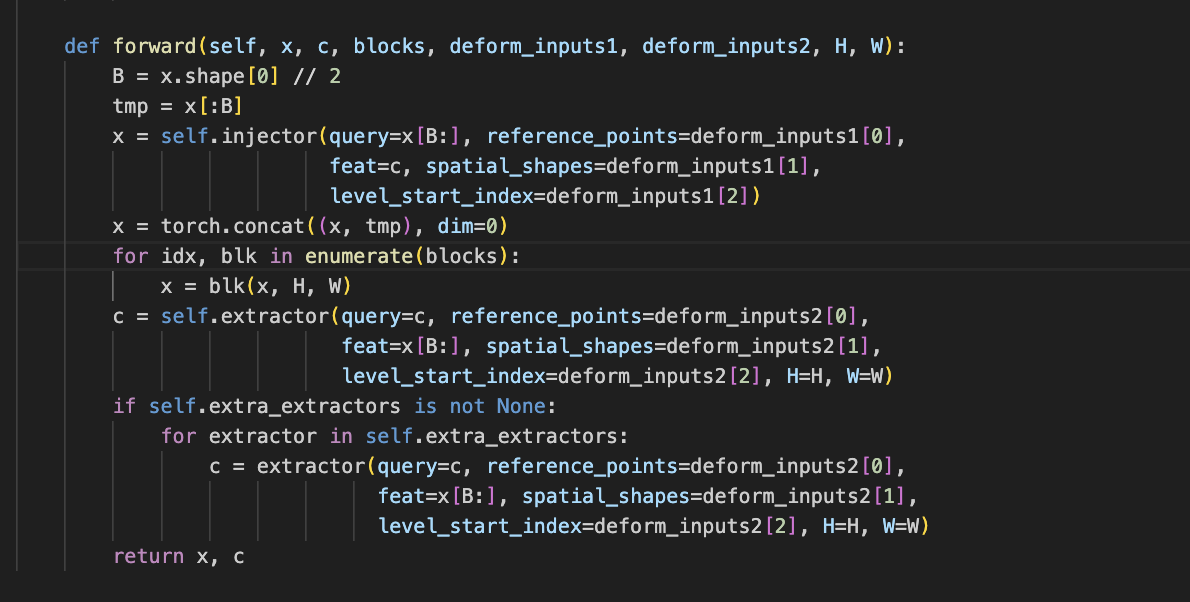 def forward(self, x, c, blocks, deform_inputs1, deform_inputs2, H, W):
    B = x.shape[0] // 2
    tmp = x[:B]
    x = self.injector(query=x[B:], reference_points=deform_inputs1[0],
                      feat=c, spatial_shapes=deform_inputs1[1],
                      level_start_index=deform_inputs1[2])
    x = torch.concat((x, tmp), dim=0)
    for idx, blk in enumerate(blocks):
        x = blk(x, H, W)
    c = self.extractor(query=c, reference_points=deform_inputs2[0],
                       feat=x[B:], spatial_shapes=deform_inputs2[1],
                       level_start_index=deform_inputs2[2], H=H, W=W)
    if self.extra_extractors is not None:
        for extractor in self.extra_extractors:
            c = extractor(query=c, reference_points=deform_inputs2[0],
                          feat=x[B:], spatial_shapes=deform_inputs2[1],
                          level_start_index=deform_inputs2[2], H=H, W=W)
    return x, c